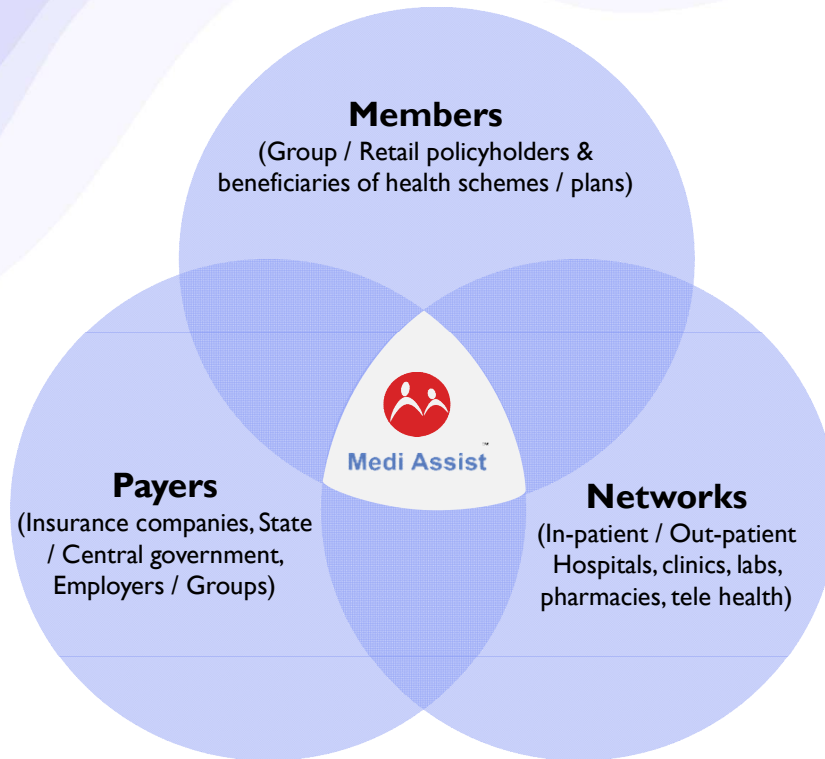 Members
(Group / Retail policyholders &
beneficiaries of health schemes / plans)
Medi Assist™
Payers
(Insurance companies, State
/ Central government,
Employers / Groups)
Networks
(In-patient / Out-patient
Hospitals, clinics, labs,
pharmacies, tele health)